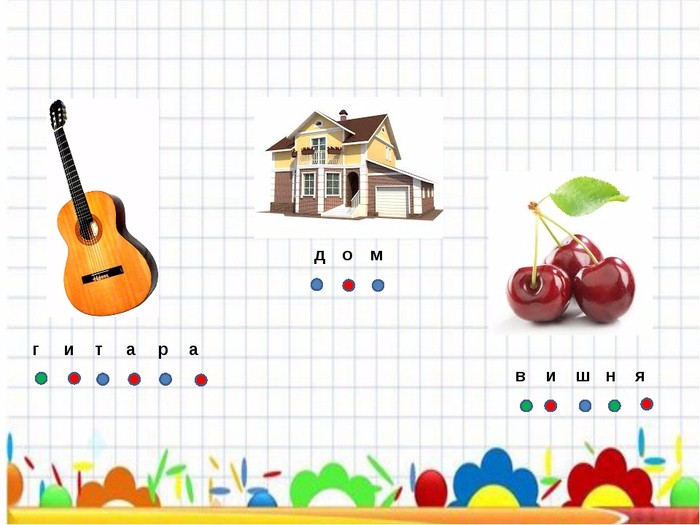 д о м
г и т а р а
в и ш н я